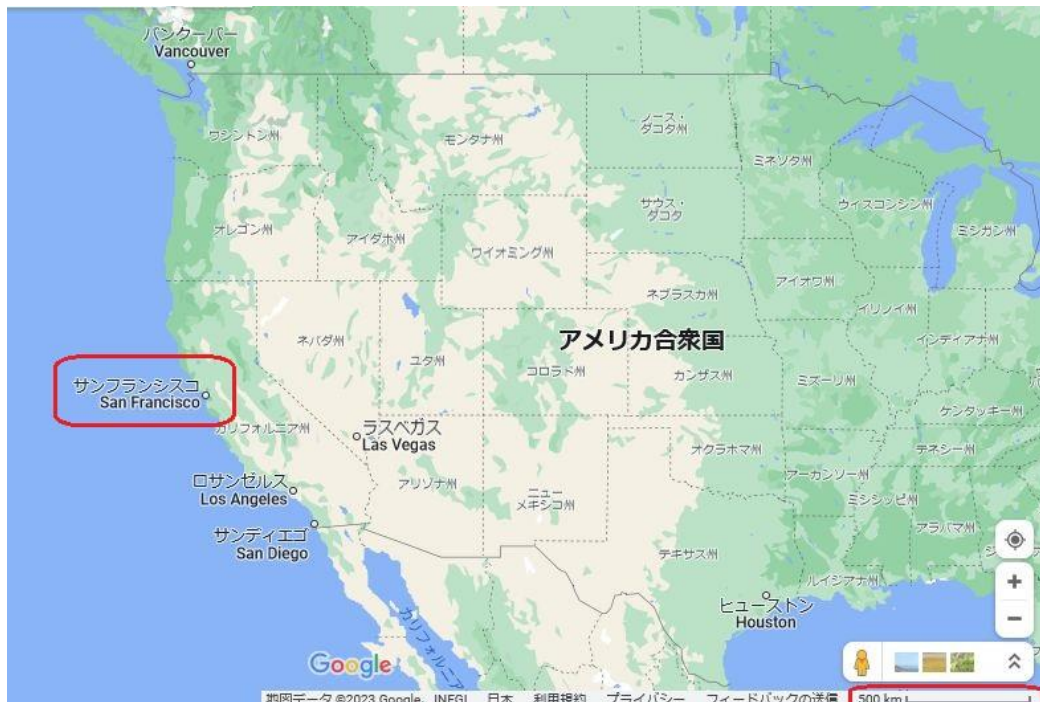 バンクーバー
Vancouver
ワシントン州
モンタナ州
ノース・
ダコタ州
ミネソタ州
サウス・
ダコタ
ウィスコンシン州
ミシガン州
オレゴン州
アイダホ州
ワイオミング州
アイオワ州
ネブラスカ州
イリノイ州
アメリカ合衆国
インディアナ州
ネバダ州
ユタ州
コロラド州
カンザス州
ミズーリ州
サンフランシスコ
San Francisco
ケンタッキー州
カリフォルニア州
ラスベガス
Las Vegas
オクラホマ州
テネシー州
アーカンソー州
ロサンゼルス
Los Angeles
アリゾナ州
ニュー
メキシコ州
ミシシッピ州
アラバマ州
サンディエゴ
San Diego
テキサス州
ルイジアナ州
ヒューストン
Houston
カリフォルニア
Google
地図データ ©2023 Google、INEGI 日本 利用規約 プライバシー フィードバックの送信 500 km